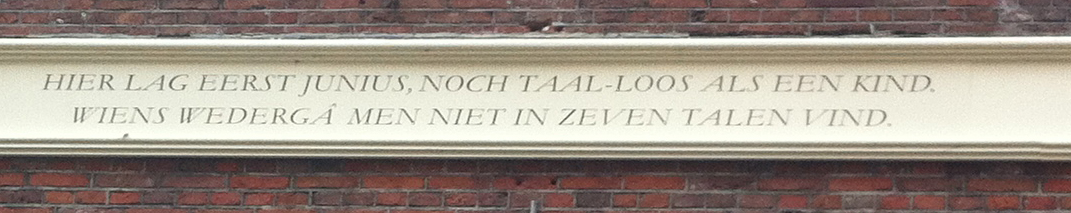 HIER LAG EERST JUNIUS, NOCH TAAL-LOOS ALS EEN KIND.
WIENS WEDERGÂ MEN NIET IN ZEVEN TALEN VIND.